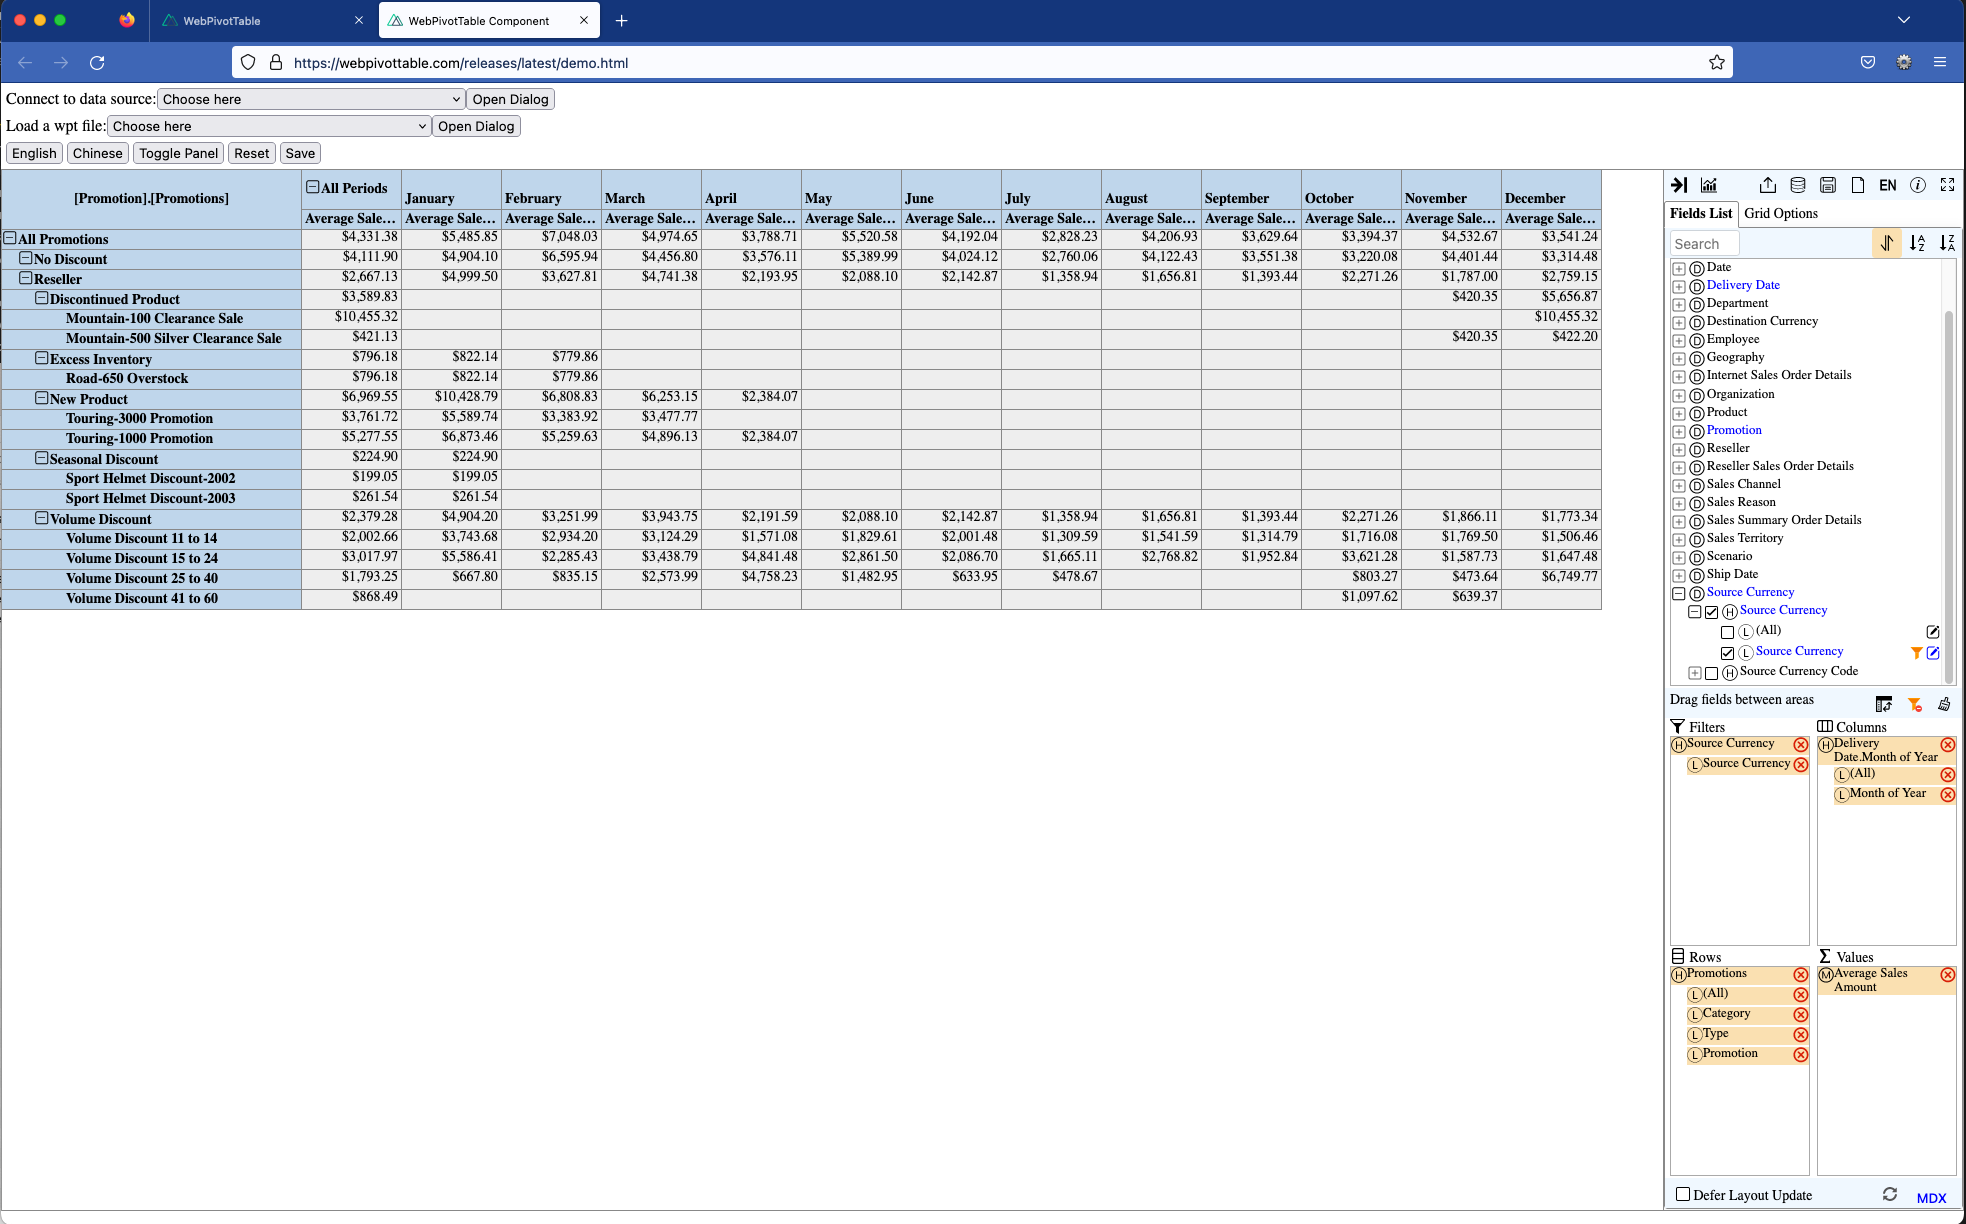 WebPivotTable
WebPivotTable Component
https://webpivottable.com/releases/latest/demo.html
Connect to data source: Choose here Open Dialog
Load a wpt file: Choose here Open Dialog
English Chinese Toggle Panel Reset Save
[Promotion].[Promotions] All Periods January February March April May June July August September October November December
Average Sale... Average Sale... Average Sale... Average Sale... Average Sale... Average Sale... Average Sale... Average Sale... Average Sale... Average Sale... Average Sale... Average Sale... Average Sale...
All Promotions $4,331.38 $5,485.85 $7,048.03 $4,974.65 $3,788.71 $5,520.58 $4,192.04 $2,828.23 $4,206.93 $3,629.64 $3,394.37 $4,532.67 $3,541.24
No Discount $4,111.90 $4,904.10 $6,595.94 $4,456.80 $3,576.11 $5,389.99 $4,024.12 $2,760.06 $4,122.43 $3,551.38 $3,220.08 $4,401.44 $3,314.48
Reseller $2,667.13 $4,999.50 $3,627.81 $4,741.38 $2,193.95 $2,088.10 $2,142.87 $1,358.94 $1,656.81 $1,393.44 $2,271.26 $1,787.00 $2,759.15
Discontinued Product $3,589.83 $420.35 $5,656.87
Mountain-100 Clearance Sale $10,455.32 $10,455.32
Mountain-500 Silver Clearance Sale $421.13 $420.35 $422.20
Excess Inventory $796.18 $822.14 $779.86
Road-650 Overstock $796.18 $822.14 $779.86
New Product $6,969.55 $10,428.79 $6,808.83 $6,253.15 $2,384.07
Touring-3000 Promotion $3,761.72 $5,589.74 $3,383.92 $3,477.77
Touring-1000 Promotion $5,277.55 $6,873.46 $5,259.63 $4,896.13 $2,384.07
Seasonal Discount $224.90 $224.90
Sport Helmet Discount-2002 $199.05 $199.05
Sport Helmet Discount-2003 $261.54 $261.54
Volume Discount $2,379.28 $4,904.20 $3,251.99 $3,943.75 $2,191.59 $2,088.10 $2,142.87 $1,358.94 $1,656.81 $1,393.44 $2,271.26 $1,866.11 $1,773.34
Volume Discount 11 to 14 $2,002.66 $3,743.68 $2,934.20 $3,124.29 $1,571.08 $1,829.61 $2,001.48 $1,309.59 $1,541.59 $1,314.79 $1,716.08 $1,769.50 $1,506.46
Volume Discount 15 to 24 $3,017.97 $5,586.41 $2,285.43 $3,438.79 $4,841.48 $2,861.50 $2,086.70 $1,665.11 $2,768.82 $1,952.84 $3,621.28 $1,587.73 $1,647.48
Volume Discount 25 to 40 $1,793.25 $667.80 $835.15 $2,573.99 $4,758.23 $1,482.95 $633.95 $478.67 $803.27 $473.64 $6,749.77
Volume Discount 41 to 60 $868.49 $1,097.62 $639.37
EN
Fields List Grid Options
Search
D Date
D Delivery Date
D Department
D Destination Currency
D Employee
D Geography
D Internet Sales Order Details
D Organization
D Product
D Promotion
D Reseller
D Reseller Sales Order Details
D Sales Channel
D Sales Reason
D Sales Summary Order Details
D Sales Territory
D Scenario
D Ship Date
D Source Currency
H Source Currency
L (All)
L Source Currency
H Source Currency Code
Drag fields between areas
Filters
H Source Currency
L Source Currency
Columns
H Delivery
Date.Month of Year
L (All)
L Month of Year
Rows
H Promotions
L (All)
L Category
L Type
L Promotion
Σ Values
M Average Sales
Amount
Defer Layout Update MDX